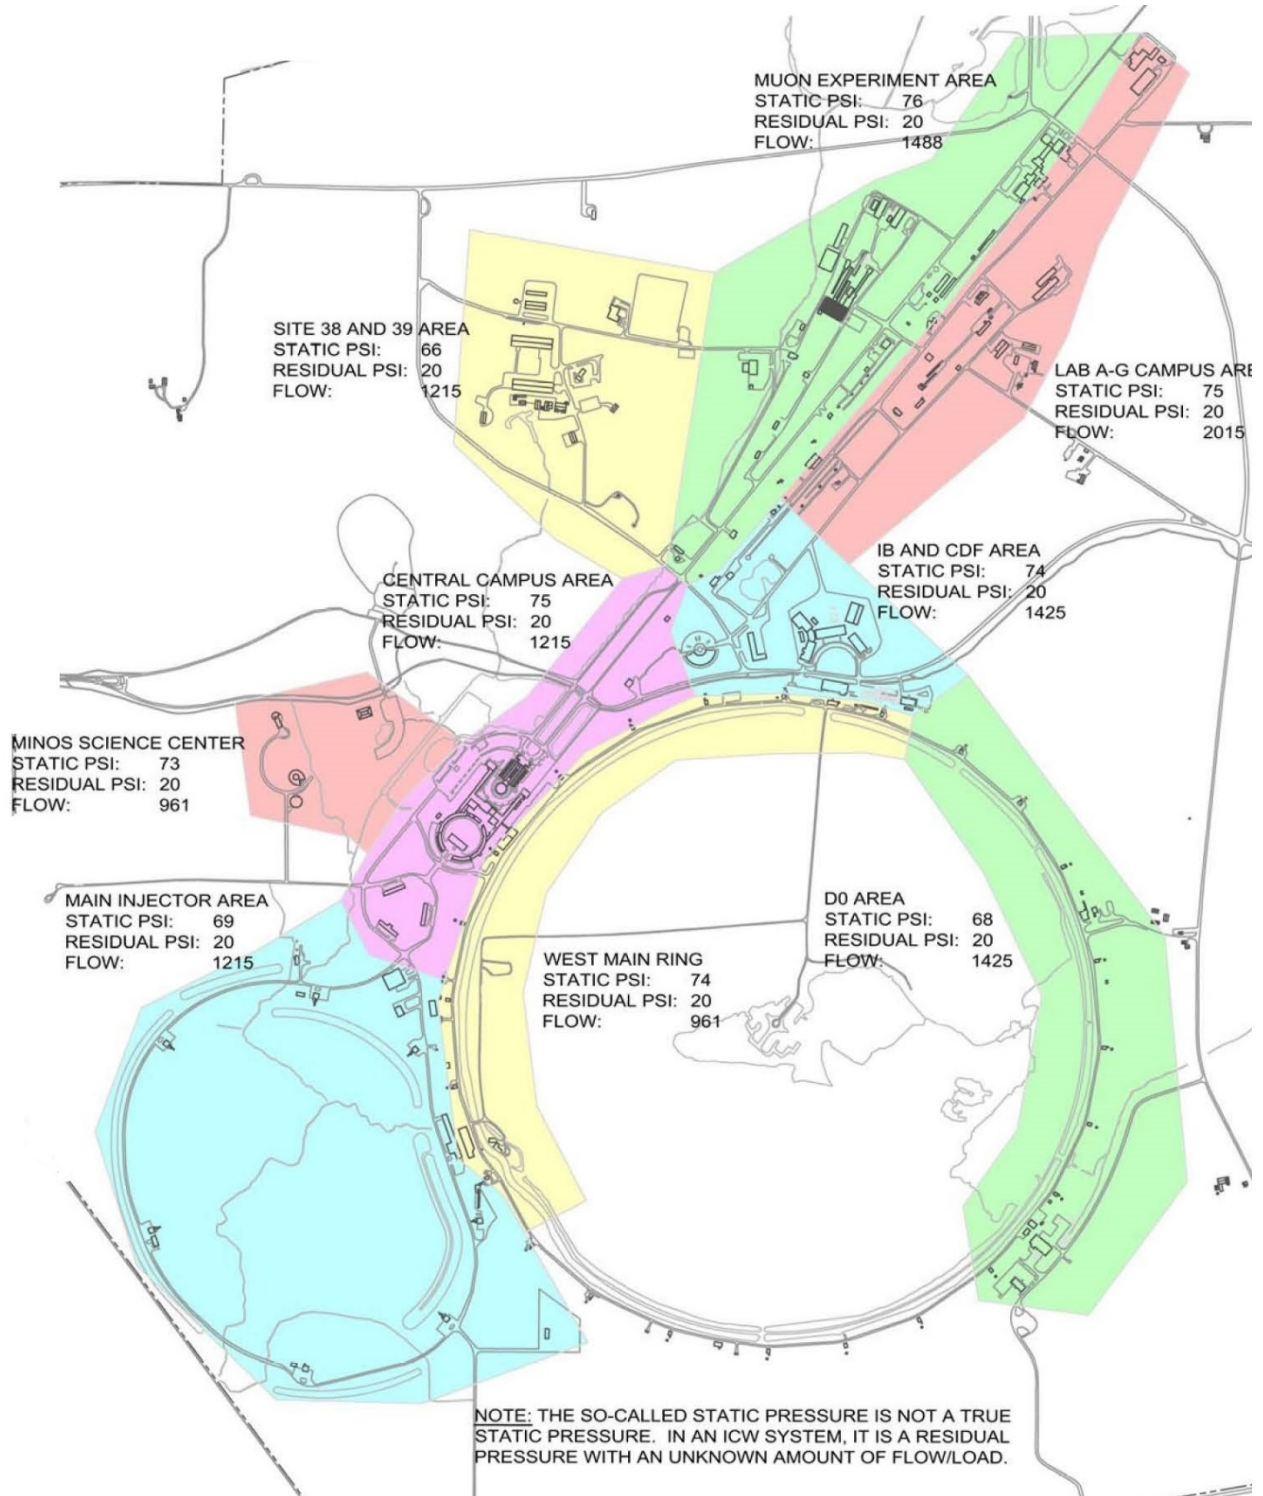 MUON EXPERIMENT AREA
STATIC PSI: 76
RESIDUAL PSI: 20
FLOW: 1488
SITE 38 AND 39 AREA
STATIC PSI: 66
RESIDUAL PSI: 20
FLOW: 1215
LAB A-G CAMPUS ARE
STATIC PSI: 75
RESIDUAL PSI: 20
FLOW: 2015
IB AND CDF AREA
STATIC PSI: 74
RESIDUAL PSI: 20
FLOW: 1425
CENTRAL CAMPUS AREA
STATIC PSI: 75
RESIDUAL PSI: 20
FLOW: 1215
MINOS SCIENCE CENTER
STATIC PSI: 73
RESIDUAL PSI: 20
FLOW: 961
MAIN INJECTOR AREA
STATIC PSI: 69
RESIDUAL PSI: 20
FLOW: 1215
D0 AREA
STATIC PSI: 68
RESIDUAL PSI: 20
FLOW: 1425
WEST MAIN RING
STATIC PSI: 74
RESIDUAL PSI: 20
FLOW: 961
NOTE: THE SO-CALLED STATIC PRESSURE IS NOT A TRUE
STATIC PRESSURE. IN AN ICW SYSTEM, IT IS A RESIDUAL
PRESSURE WITH AN UNKNOWN AMOUNT OF FLOW/LOAD.